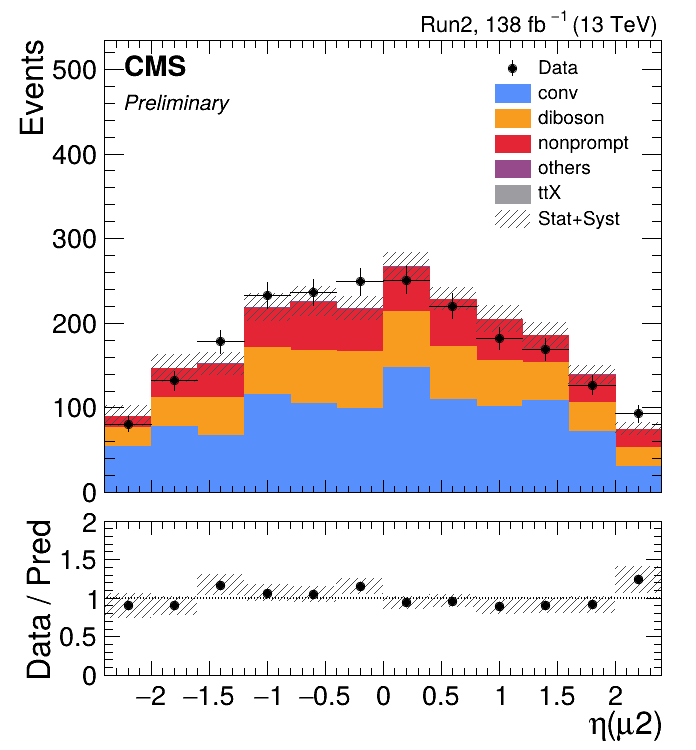 Run2, 138 fb⁻¹ (13 TeV)
Events
CMS
Preliminary
Data
conv
diboson
nonprompt
others
ttX
Stat+Syst
500
400
300
200
100
0
Data / Pred
2
1.5
1
0.5
0
−2 −1.5 −1 −0.5 0 0.5 1 1.5 2
η(μ2)